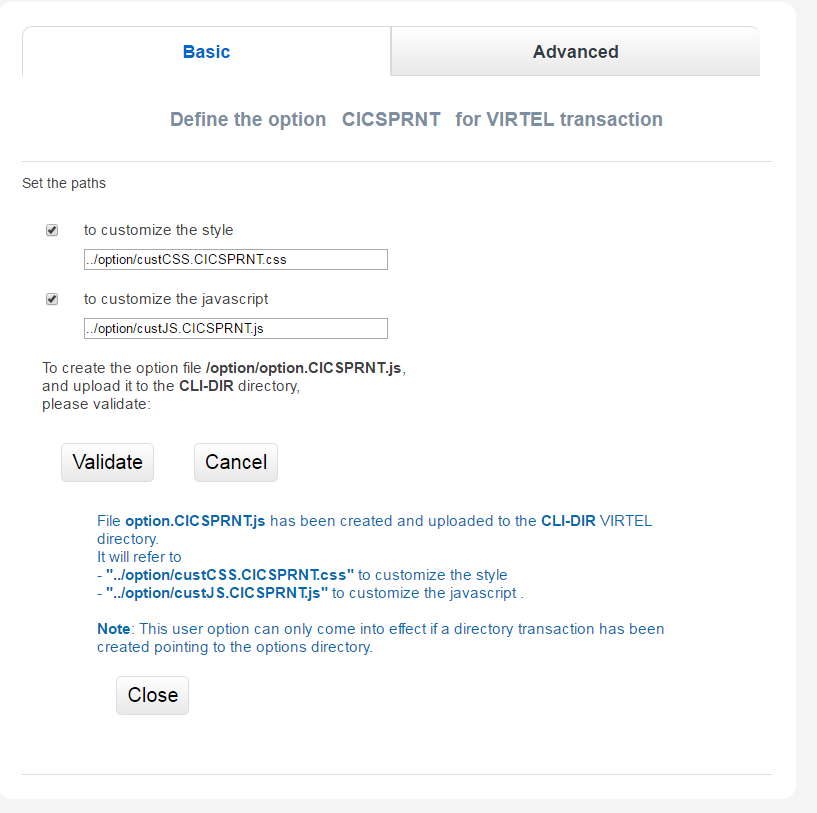 Basic Advanced
Define the option CICSPRNT for VIRTEL transaction
Set the paths
to customize the style
../option/custCSS.CICSPRNT.css
to customize the javascript
../option/custJS.CICSPRNT.js
To create the option file /option/option.CICSPRNT.js,
and upload it to the CLI-DIR directory,
please validate:
Validate Cancel
File option.CICSPRNT.js has been created and uploaded to the CLI-DIR VIRTEL
directory.
It will refer to
- "../option/custCSS.CICSPRNT.css" to customize the style
- "../option/custJS.CICSPRNT.js" to customize the javascript .
Note: This user option can only come into effect if a directory transaction has been
created pointing to the options directory.
Close